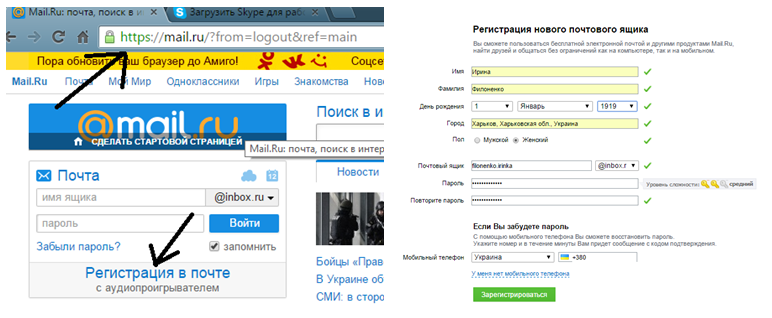 Mail.Ru: почта, поиск в ин
Загрузить Skype для раб
https://mail.ru/?from=logout&ref=main
Пора обновить ваш браузер до Амиго!
Соцсе
Mail.Ru Почта Мой Мир Одноклассники Игры Знакомства Новост
@mail.ru
СДЕЛАТЬ СТАРТОВОЙ СТРАНИЦЕЙ
Поиск в и
Mail.Ru: почта, поиск в интер
Почта
12
имя ящика
@inbox.ru
пароль
Войти
Забыли пароль?
запомнить
Регистрация в почте
с аудиопроигрывателем
Новости
Бойцы «Прав
В Украине об
СМИ: в сторо
Регистрация нового почтового ящика
Вы сможете пользоваться бесплатной электронной почтой и другими продуктами Mail.Ru,
найти друзей и общаться без ограничений как на компьютере, так и на мобильном.
Имя Ирина
Фамилия Филоненко
День рождения 1 Январь 1919
Город Харьков, Харьковская обл., Украина
Пол Мужской Женский
Почтовый ящик filonenko.irinka @inbox.r
Пароль ••••••••••••• Уровень сложности: средний
Повторите пароль •••••••••••••
Если Вы забудете пароль
С помощью мобильного телефона Вы сможете восстановить пароль.
Укажите номер и в течение минуты Вам придет сообщение с кодом подтверждения.
Мобильный телефон Украина +380
У меня нет мобильного телефона
Зарегистрироваться